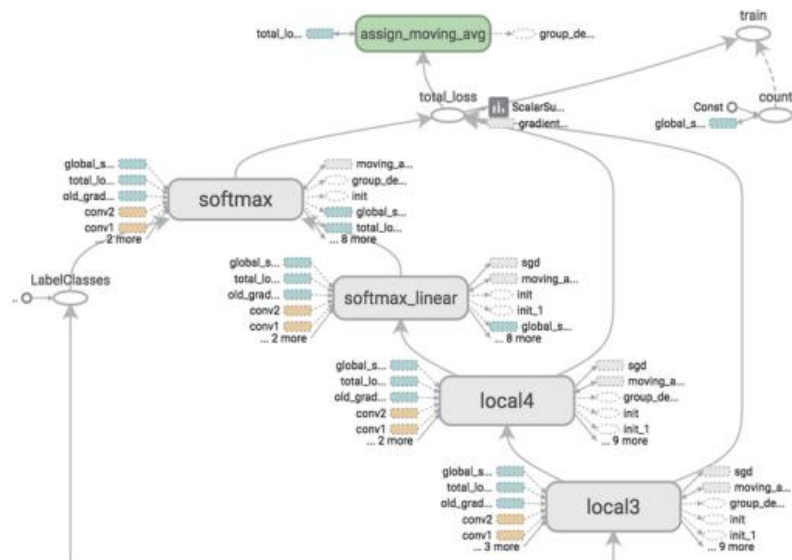 train
total_lo...
assign_moving_avg
group_de...
total_loss
ScalarSu...
gradient...
Const
count
global_s...
global_s...
total_lo...
old_grad...
conv2
conv1
... 2 more
softmax
moving_a...
group_de...
init
global_s...
total_lo...
... 8 more
LabelClasses
..
global_s...
total_lo...
old_grad...
conv2
conv1
... 2 more
softmax_linear
sgd
moving_a...
init
init_1
global_s...
... 8 more
global_s...
total_lo...
old_grad...
conv2
conv1
... 2 more
local4
sgd
moving_a...
group_de...
init
init_1
... 9 more
global_s...
total_lo...
old_grad...
conv2
conv1
... 3 more
local3
sgd
moving_a...
group_de...
init
init_1
... 9 more